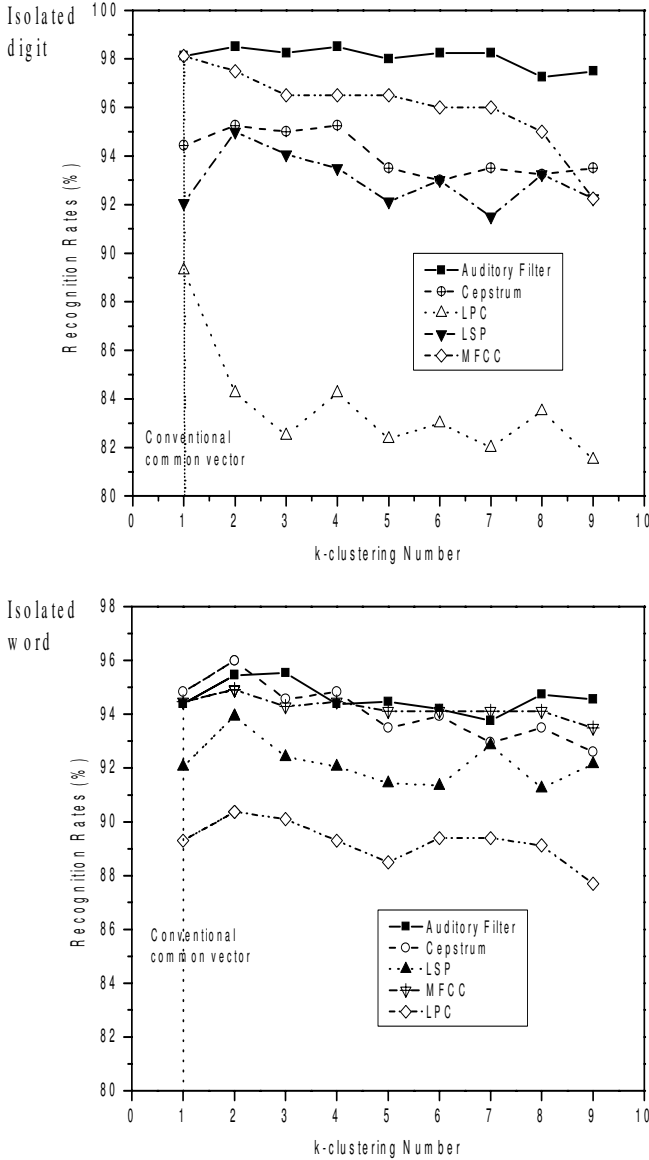 Isolated
digit
100
98
96
94
92
90
88
86
84
82
80
Recognition Rates (%)
Auditory Filter
Cepstrum
LPC
LSP
MFCC
Conventional
common vector
0 1 2 3 4 5 6 7 8 9 10
k-clustering Number
Isolated
word
98
96
94
92
90
88
86
84
82
80
Recognition Rates (%)
Conventional
common vector
Auditory Filter
Cepstrum
LSP
MFCC
LPC
0 1 2 3 4 5 6 7 8 9 10
k-clustering Number